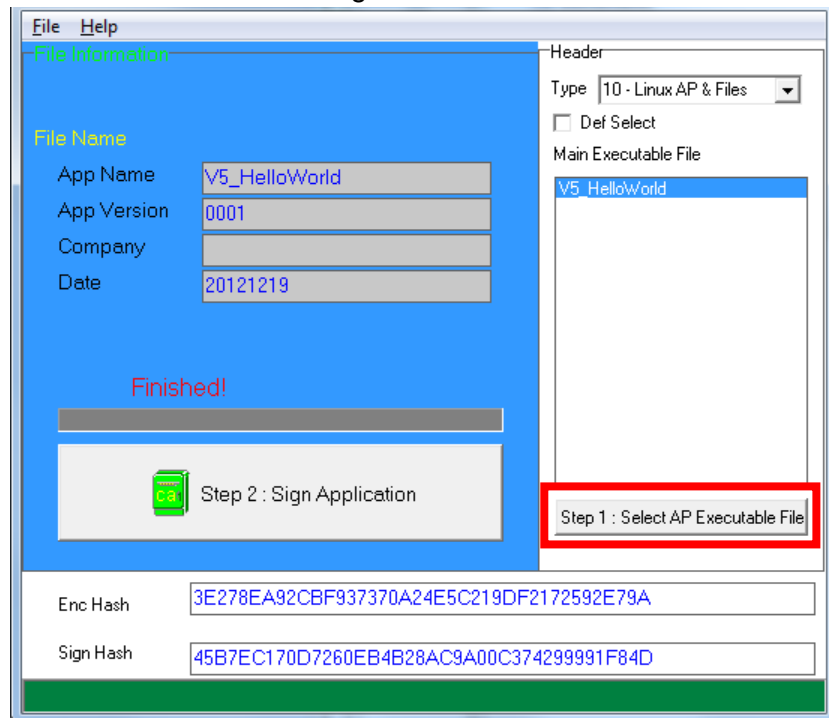 File Help
File Information
File Name
App Name V5_HelloWorld
App Version 0001
Company
Date 20121219
Finished!
Step 2 : Sign Application
Header
Type 10 - Linux AP & Files
Def Select
Main Executable File
V5_HelloWorld
Step 1 : Select AP Executable File
Enc Hash 3E278EA92CBF937370A24E5C219DF2172592E79A
Sign Hash 45B7EC170D7260EB4B28AC9A00C374299991F84D